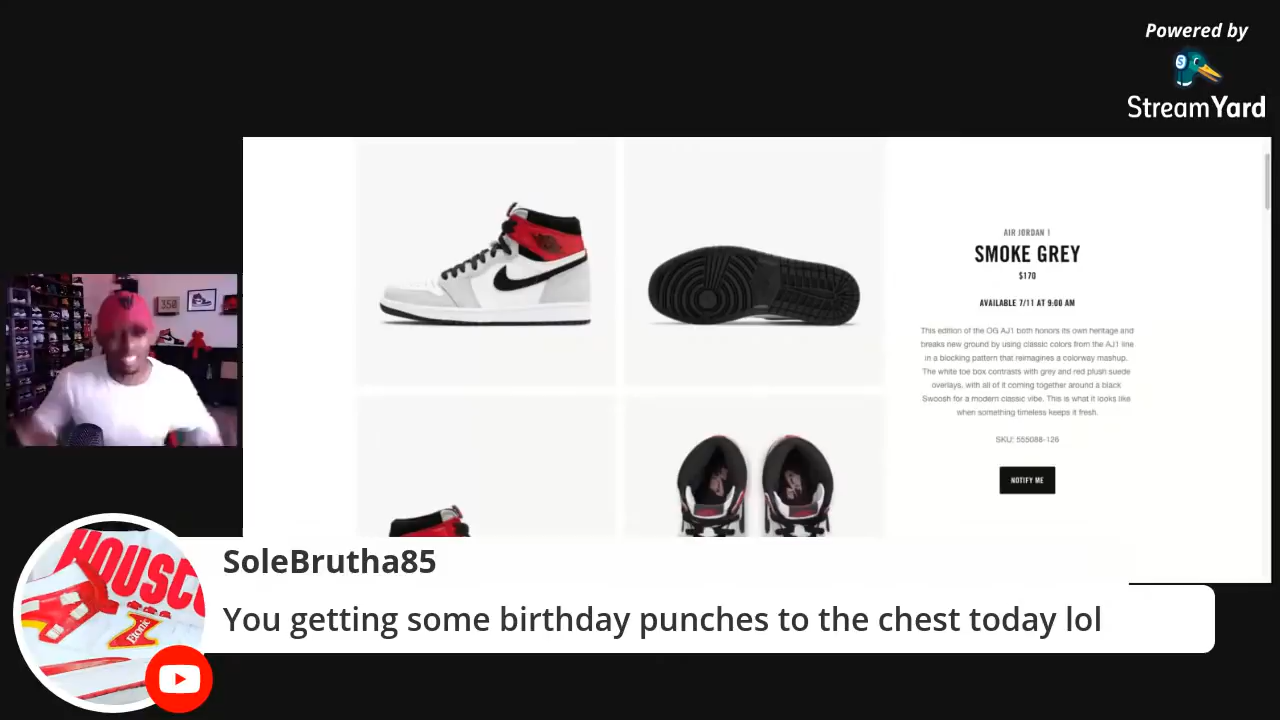 Powered by
StreamYard
350
AIR JORDAN I
SMOKE GREY
$170
AVAILABLE 7/11 AT 9:00 AM
This edition of the OG AJ1 both honors its own heritage and
breaks new ground by using classic colors from the AJ1 line
in a blocking pattern that reimagines a colorway mashup.
The white toe box contrasts with grey and red plush suede
overlays, with all of it coming together around a black
Swoosh for a modern classic vibe. This is what it looks like
when something timeless keeps it fresh.
SKU: 555088-126
NOTIFY ME
HOUST
Etonic
SoleBrutha85
You getting some birthday punches to the chest today lol